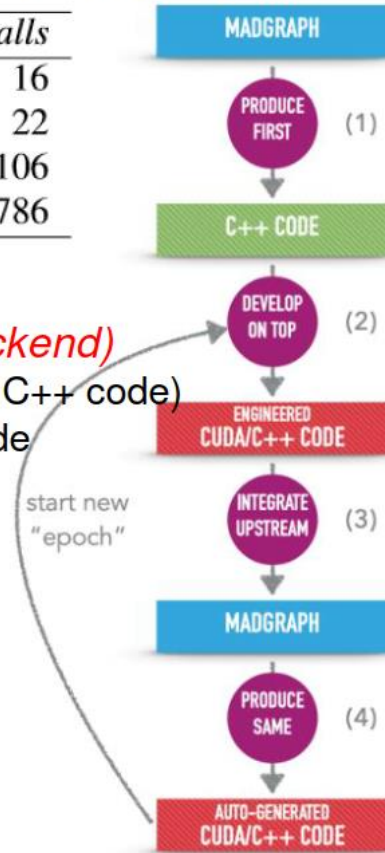 alls
16
22
106
786
ckend)
C++ code)
de
MADGRAPH
PRODUCE
FIRST
(1)
C++ CODE
DEVELOP
ON TOP
(2)
ENGINEERED
CUDA/C++ CODE
start new
"epoch"
INTEGRATE
UPSTREAM
(3)
MADGRAPH
PRODUCE
SAME
(4)
AUTO-GENERATED
CUDA/C++ CODE